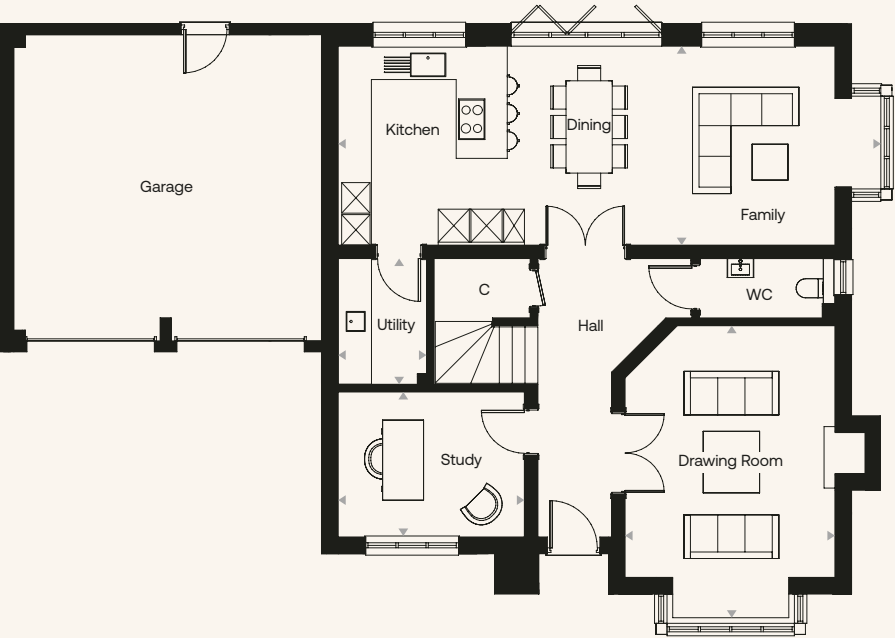 Kitchen
Dining
Garage
Family
C
WC
Utility
Hall
Study
Drawing Room